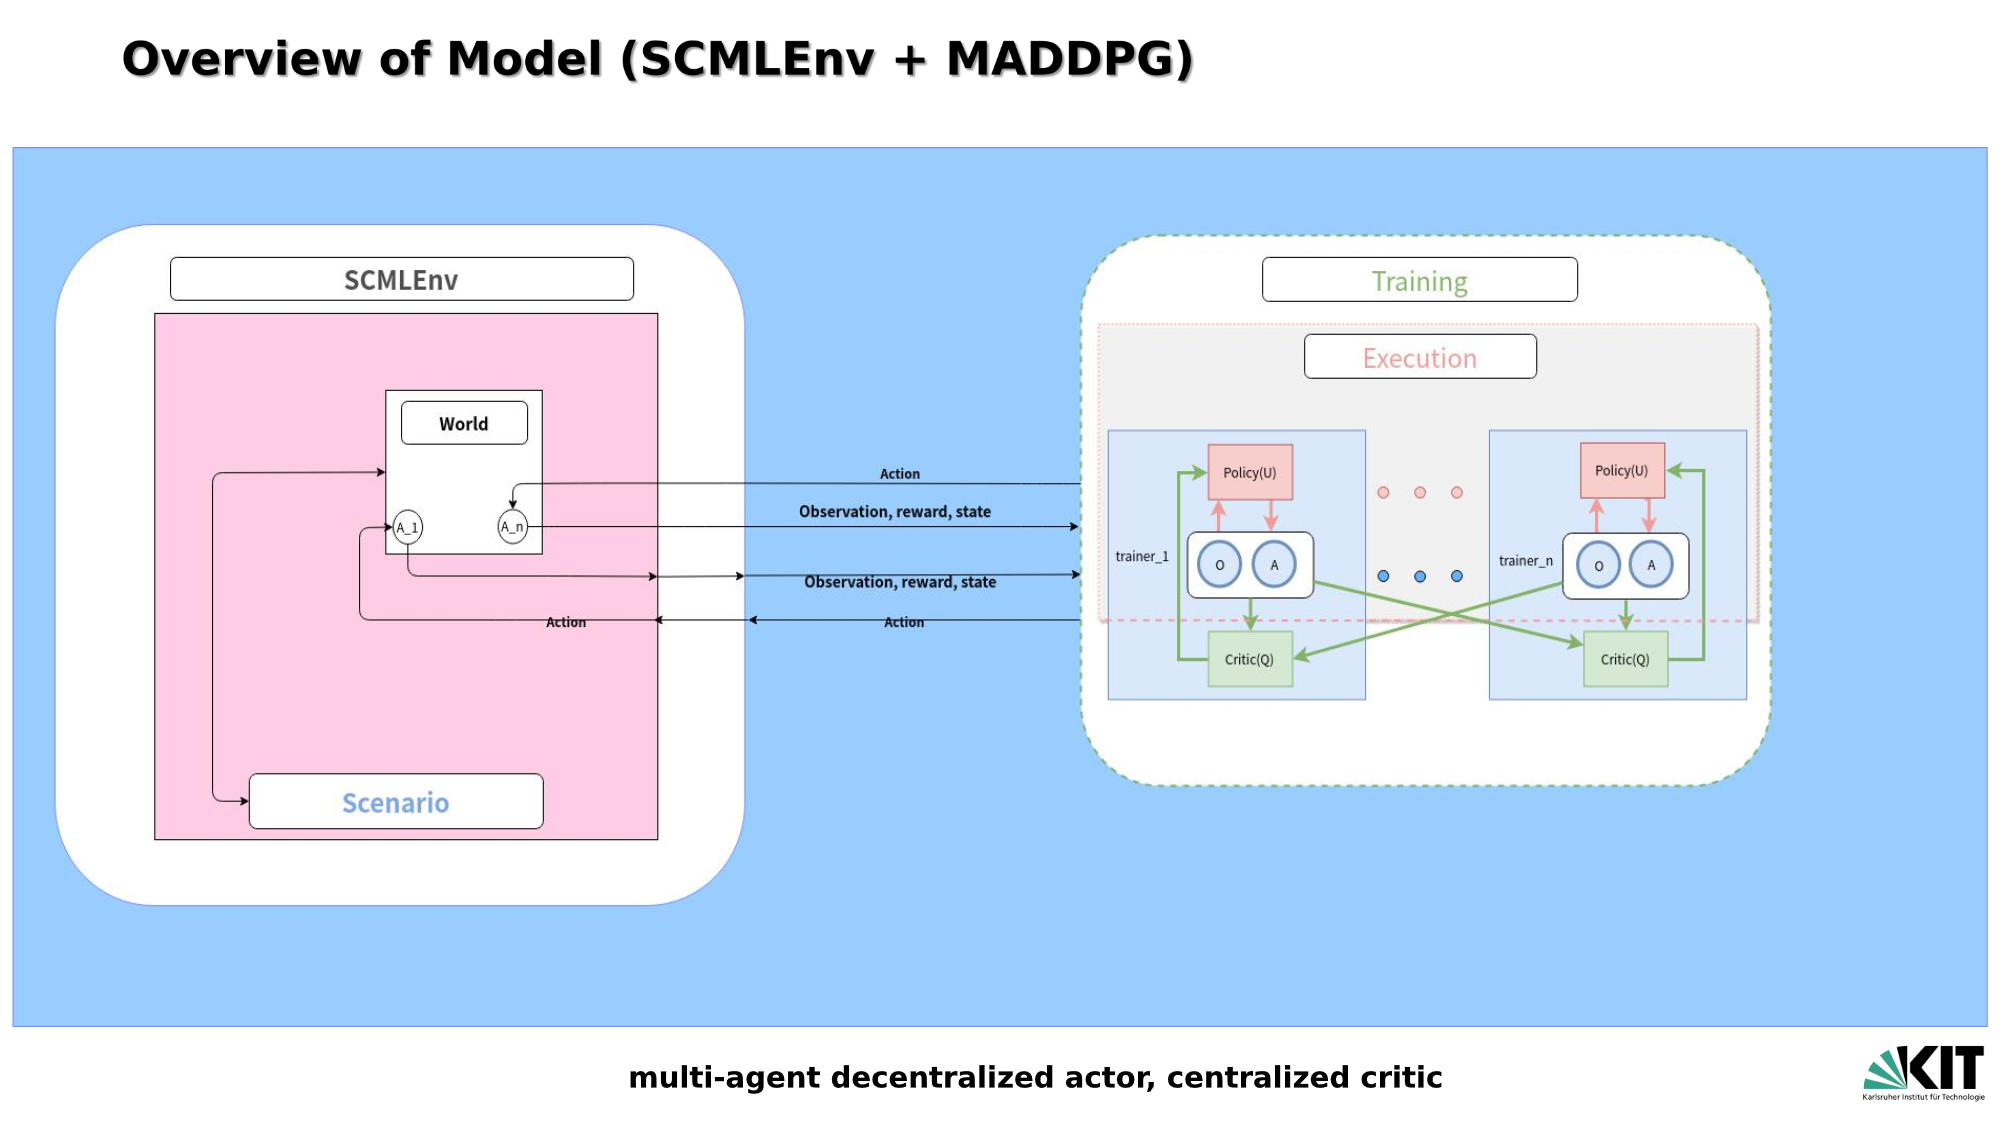 Overview of Model (SCMLEnv + MADDPG)
SCMLEnv
World
A_1
A_n
Scenario
Action
Observation, reward, state
Observation, reward, state
Action
Action
Training
Execution
trainer_1
Policy(U)
O
A
Critic(Q)
trainer_n
Policy(U)
O
A
Critic(Q)
multi-agent decentralized actor, centralized critic
KIT
Karlsruher Institut für Technologie